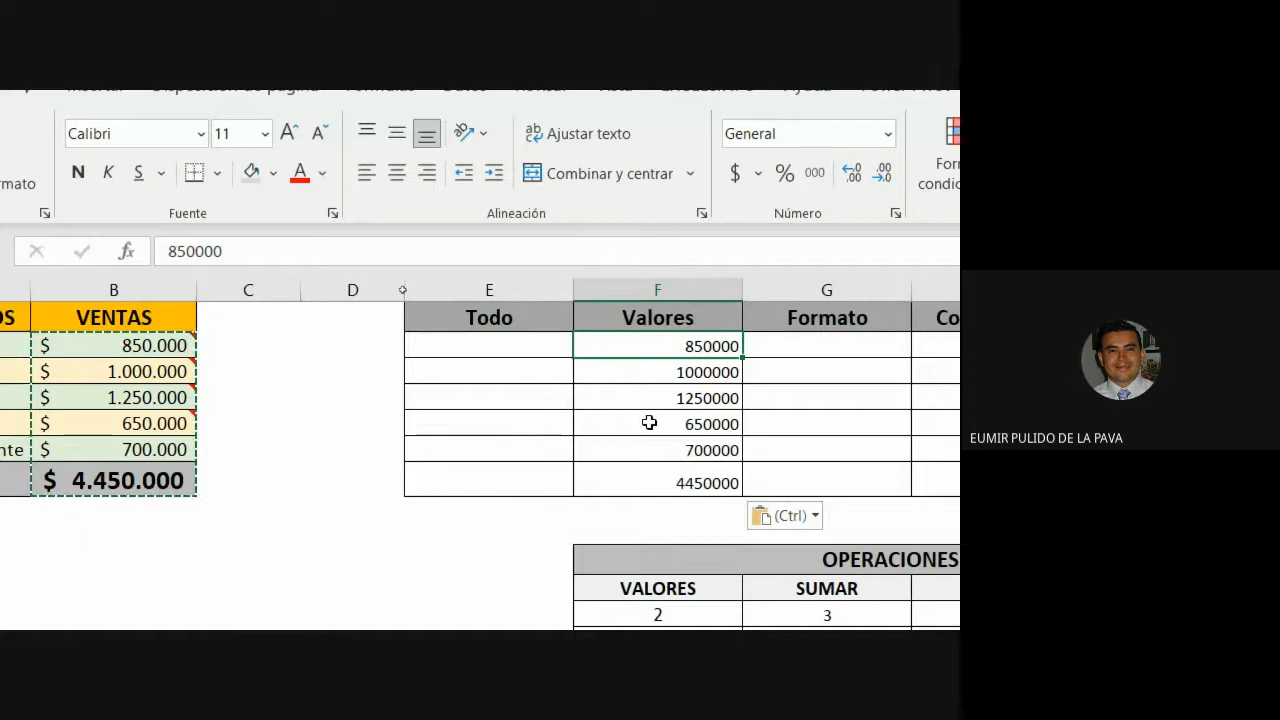 Calibri 11 Ajustar texto General
rmato N K S Combinar y centrar $ % 000 Form
condicio
Fuente Alineación Número
fx 850000
B C D E F G
OS VENTAS Todo Valores Formato Co
$ 850.000 850000
$ 1.000.000 1000000
$ 1.250.000 1250000
$ 650.000 650000
nte $ 700.000 700000
$ 4.450.000 4450000
(Ctrl)
OPERACIONES
VALORES SUMAR
2 3
EUMIR PULIDO DE LA PAVA